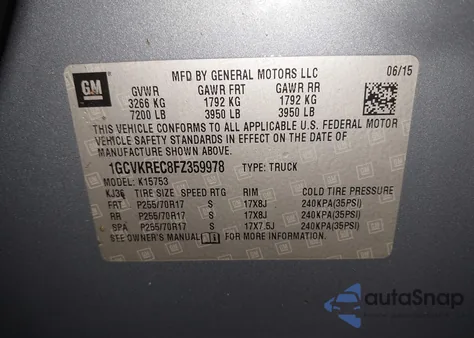 GM
MFD BY GENERAL MOTORS LLC 06/15
GVWR GAWR FRT GAWR RR
3266 KG 1792 KG 1792 KG
7200 LB 3950 LB 3950 LB
THIS VEHICLE CONFORMS TO ALL APPLICABLE U.S. FEDERAL MOTOR
VEHICLE SAFETY STANDARDS IN EFFECT ON THE DATE OF
MANUFACTURE SHOWN ABOVE.
1GCVKREC8FZ359978 TYPE: TRUCK
MODEL: K15753
KJ36 TIRE SIZE SPEED RTG RIM COLD TIRE PRESSURE
FRT P255/70R17 S 17X8J 240KPA(35PSI)
RR P255/70R17 S 17X8J 240KPA(35PSI)
SPA P255/70R17 S 17X7.5J 240KPA(35PSI)
SEE OWNER'S MANUAL FOR MORE INFORMATION.
autoSnap